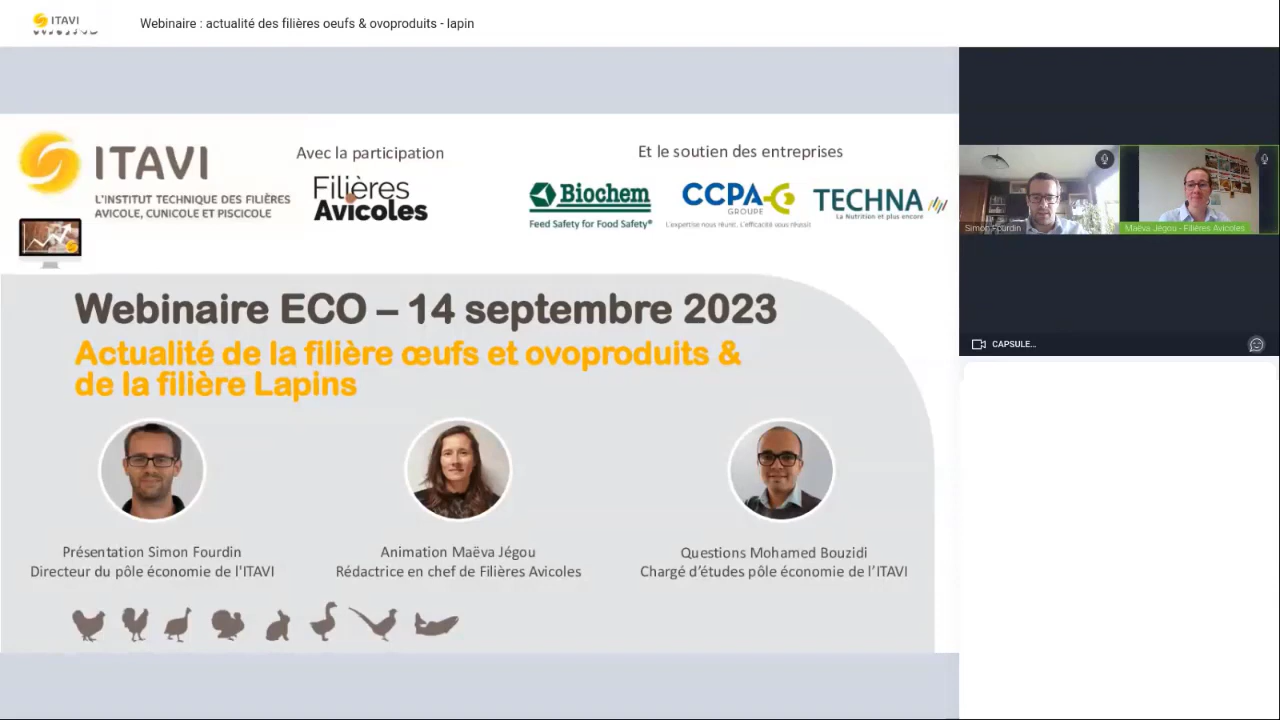 ITAVI
Webinaire : actualité des filières oeufs & ovoproduits - lapin
ITAVI
L'INSTITUT TECHNIQUE DES FILIÈRES
AVICOLE, CUNICOLE ET PISCICOLE
Avec la participation
Filières
Avicoles
Et le soutien des entreprises
Biochem
Feed Safety for Food Safety®
CCPA
GROUPE
L'expertise nous réunit, L'efficacité vous réussit
TECHNA
La Nutrition et plus encore
Webinaire ECO – 14 septembre 2023
Actualité de la filière œufs et ovoproduits &
de la filière Lapins
Présentation Simon Fourdin
Directeur du pôle économie de l'ITAVI
Animation Maëva Jégou
Rédactrice en chef de Filières Avicoles
Questions Mohamed Bouzidi
Chargé d’études pôle économie de l’ITAVI
Simon Fourdin
Maëva Jégou - Filières Avicoles
CAPSULE...